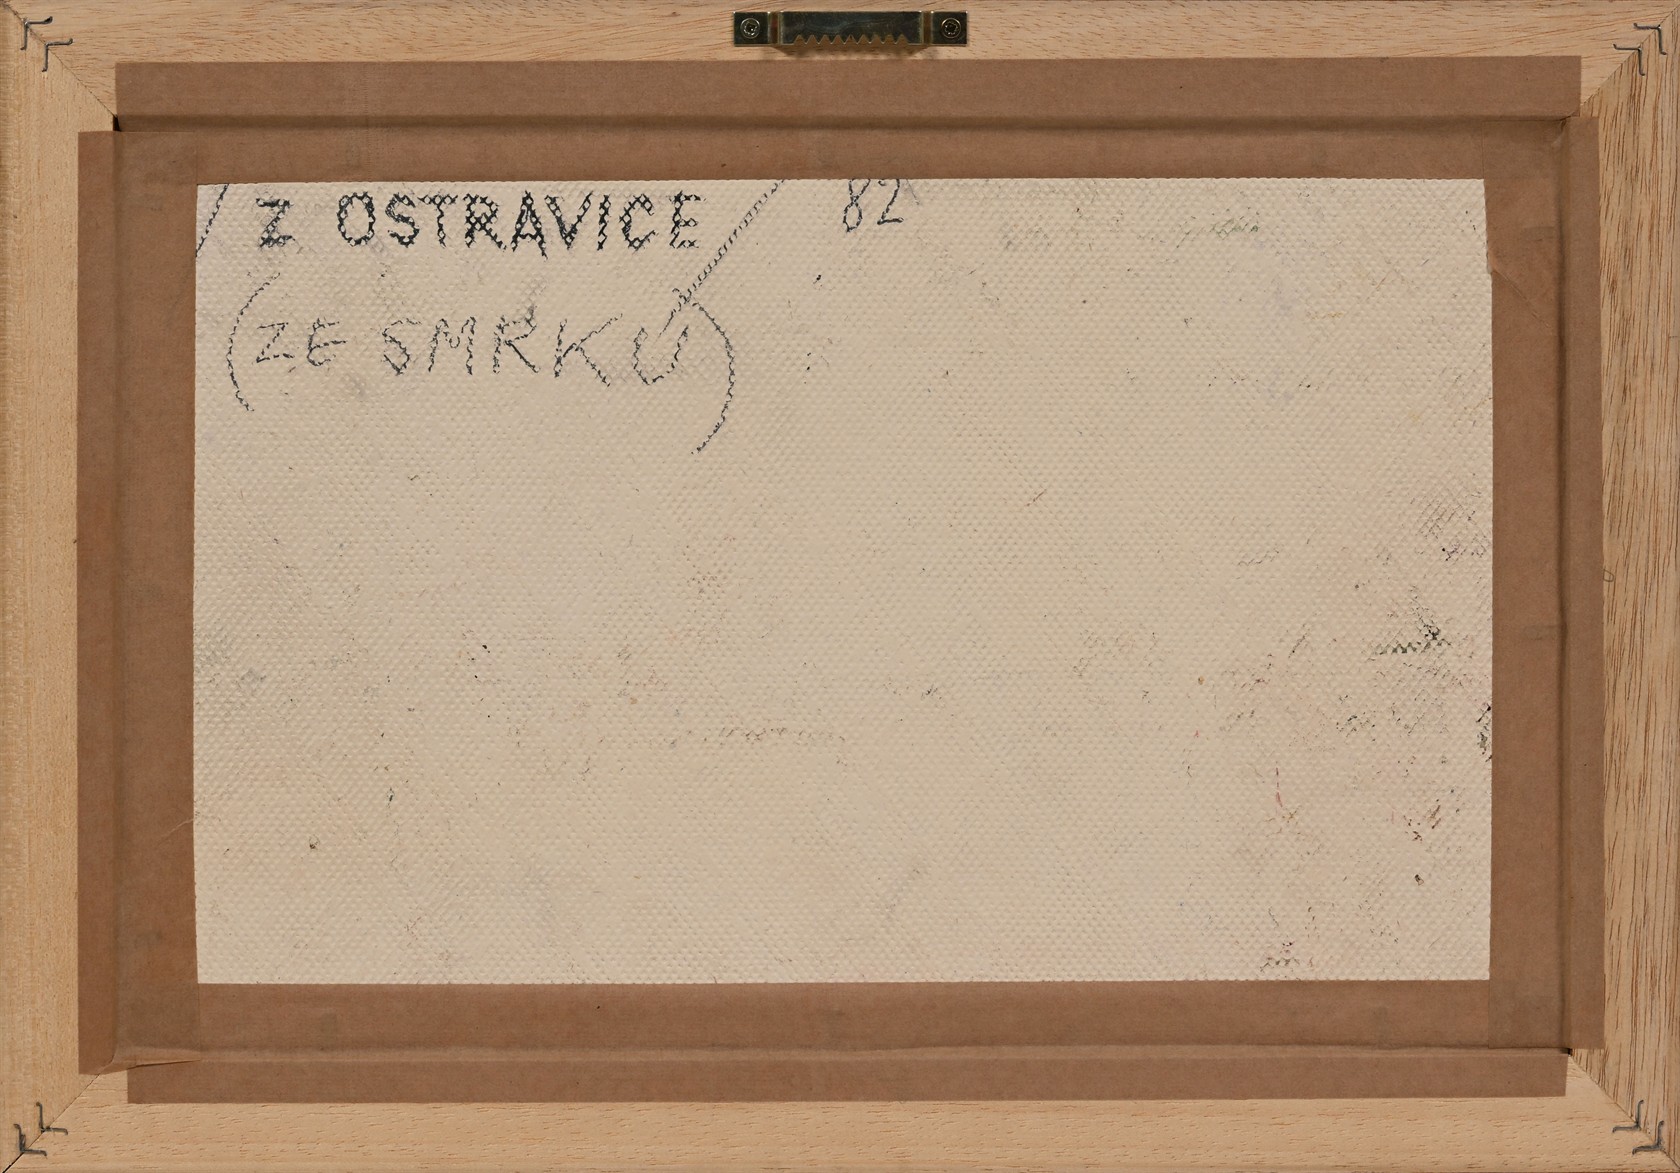 Z OSTRAVICE 82
(ZE SMRKU)